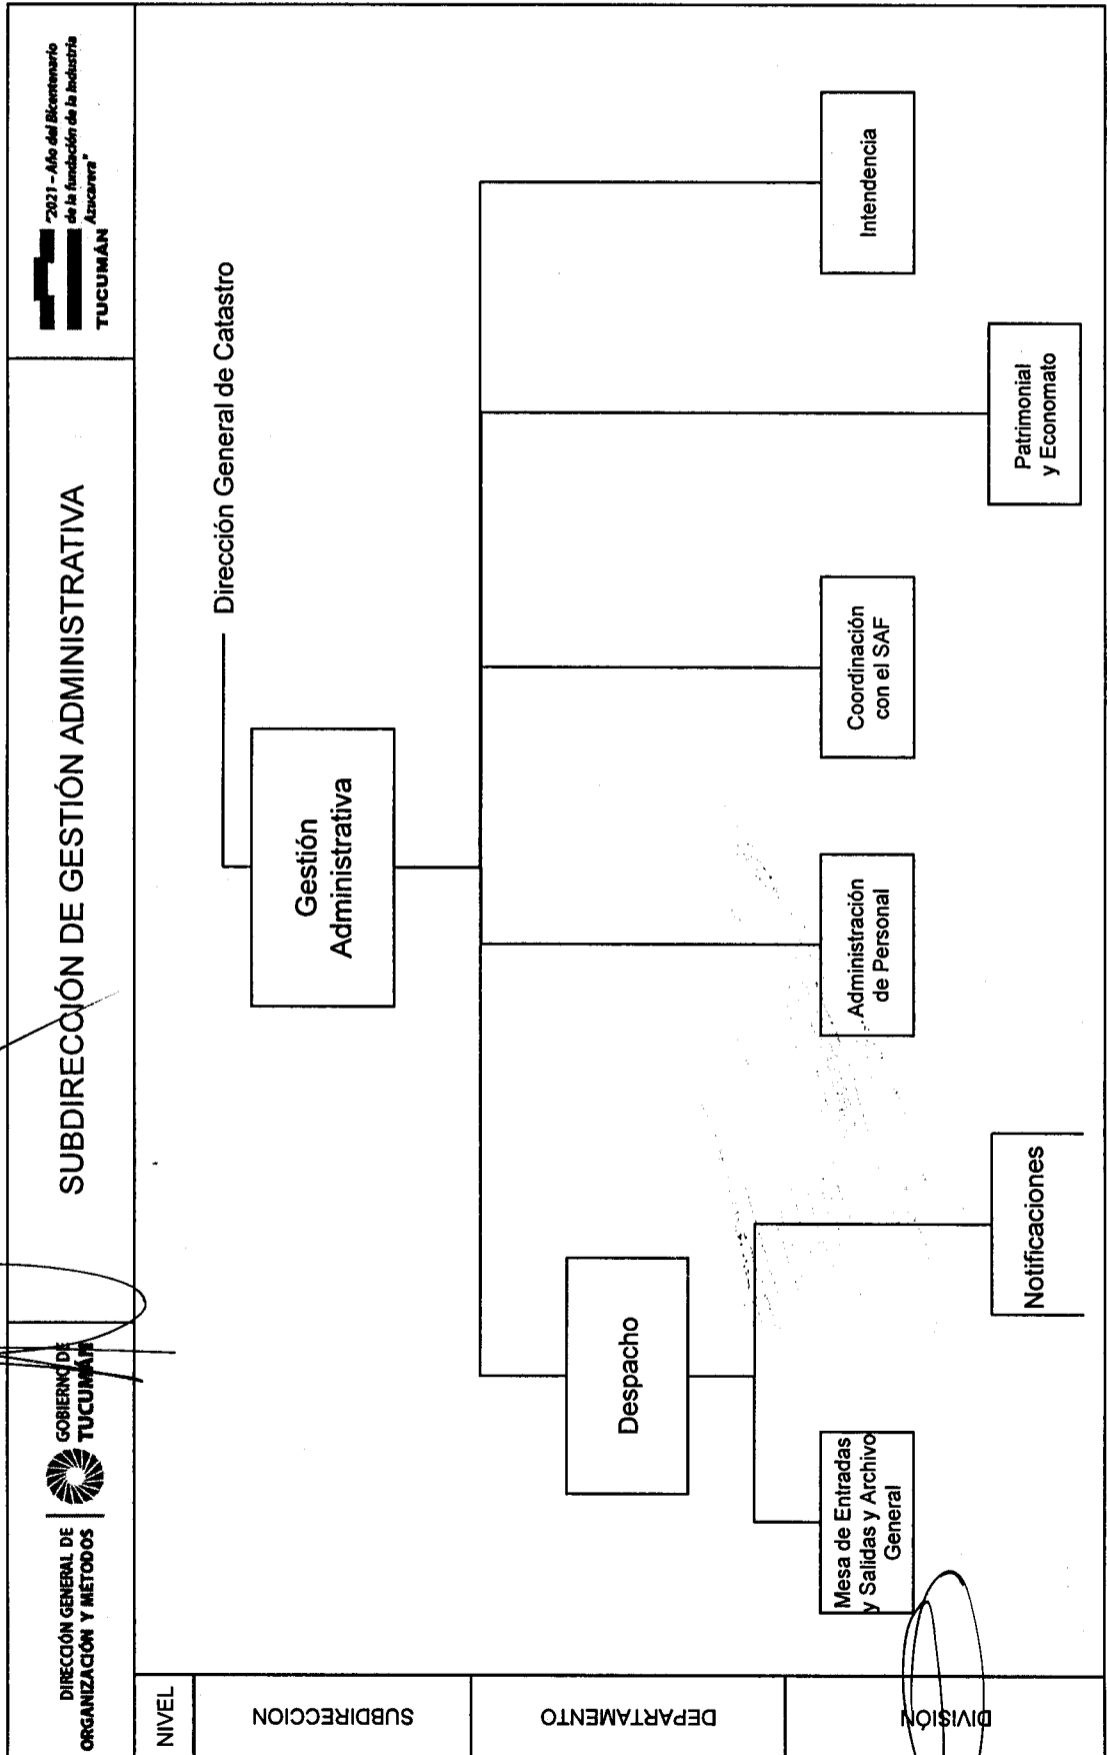 DIRECCIÓN GENERAL DE
ORGANIZACIÓN Y MÉTODOS
GOBIERNO DE
TUCUMÁN
SUBDIRECCIÓN DE GESTIÓN ADMINISTRATIVA
"2021 - Año del Bicentenario
de la fundación de la Industria
Azucarera"
TUCUMÁN
NIVEL
SUBDIRECCION
DEPARTAMENTO
DIVISIÓN
Dirección General de Catastro
Gestión
Administrativa
Despacho
Mesa de Entradas
y Salidas y Archivo
General
Notificaciones
Administración
de Personal
Coordinación
con el SAF
Patrimonial
y Economato
Intendencia